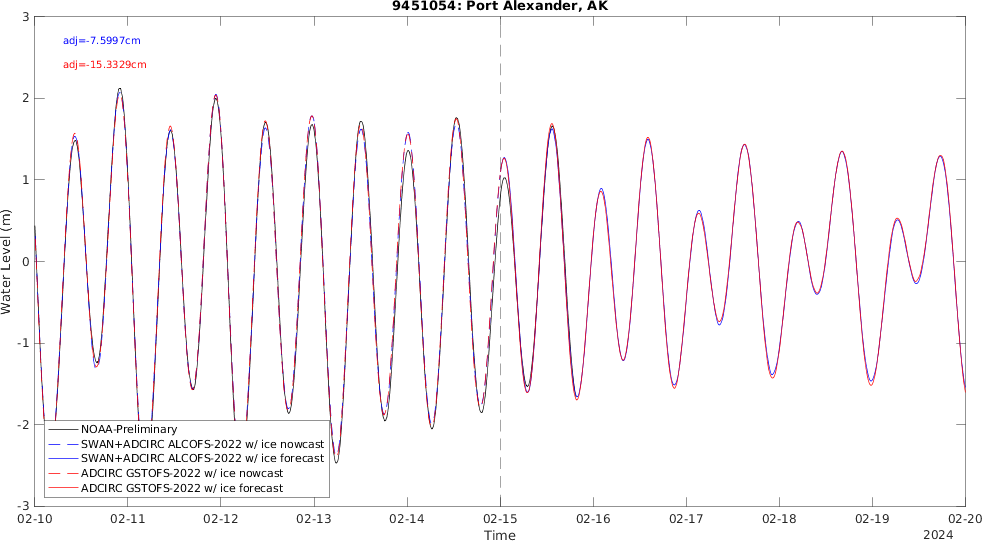 9451054: Port Alexander, AK
adj=-7.5997cm
adj=-15.3329cm
3
2
1
0
-1
-2
-3
Water Level (m)
NOAA-Preliminary
SWAN+ADCIRC ALCOFS-2022 w/ ice nowcast
SWAN+ADCIRC ALCOFS-2022 w/ ice forecast
ADCIRC GSTOFS-2022 w/ ice nowcast
ADCIRC GSTOFS-2022 w/ ice forecast
02-10 02-11 02-12 02-13 02-14 02-15 02-16 02-17 02-18 02-19 02-20
Time
2024